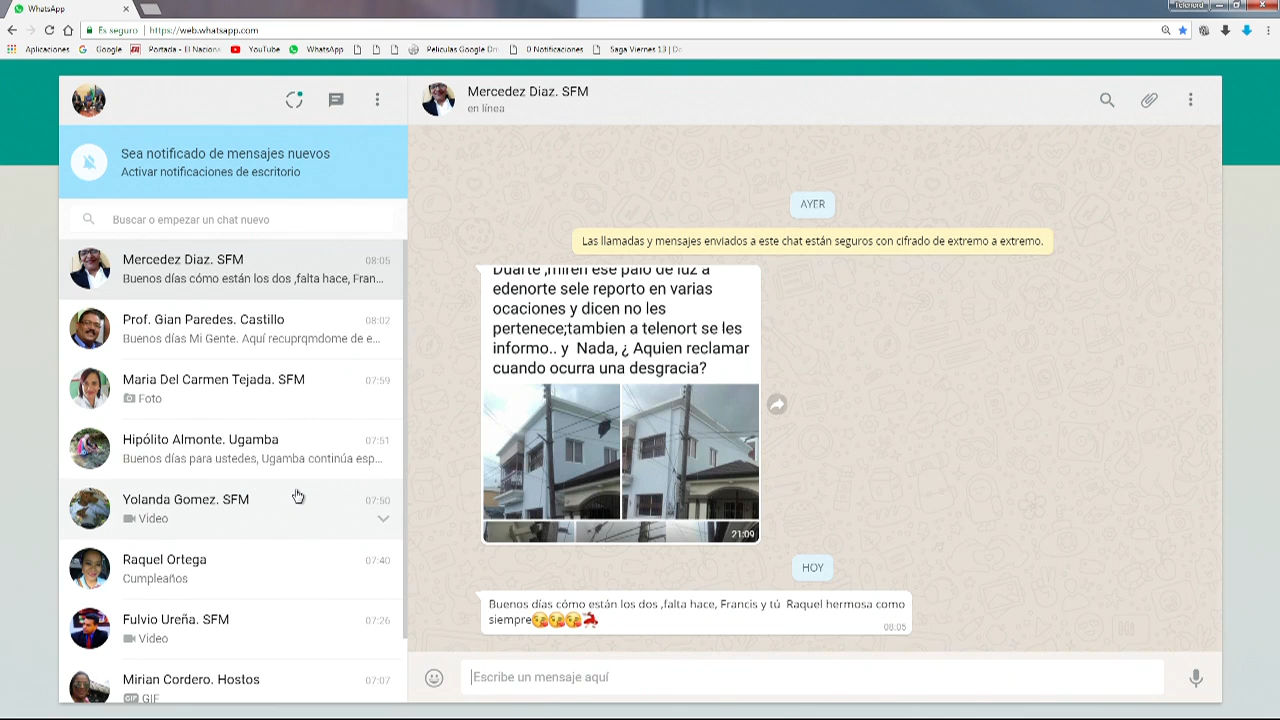 WhatsApp
Telenord
Es seguro | https://web.whatsapp.com
Aplicaciones Google Portada - El Naciona YouTube WhatsApp Peliculas Google Dri 0 Notificaciones Saga Viernes 13 | De
Mercedez Diaz. SFM
en línea
Sea notificado de mensajes nuevos
Activar notificaciones de escritorio
Buscar o empezar un chat nuevo
Mercedez Diaz. SFM 08:05
Buenos días cómo están los dos ,falta hace, Fran...
Prof. Gian Paredes. Castillo 08:02
Buenos días Mi Gente. Aquí recuprqmdome de e...
Maria Del Carmen Tejada. SFM 07:59
Foto
Hipólito Almonte. Ugamba 07:51
Buenos días para ustedes, Ugamba continúa esp...
Yolanda Gomez. SFM 07:50
Video
Raquel Ortega 07:40
Cumpleaños
Fulvio Ureña. SFM 07:26
Video
Mirian Cordero. Hostos 07:07
GIF GIF
AYER
Las llamadas y mensajes enviados a este chat están seguros con cifrado de extremo a extremo.
Duarte ,miren ese palo de luz a
edenorte sele reporto en varias
ocaciones y dicen no les
pertenece;tambien a telenort se les
informo.. y Nada, ¿ Aquien reclamar
cuando ocurra una desgracia?
21:09
HOY
Buenos días cómo están los dos ,falta hace, Francis y tú Raquel hermosa como
siempre😘😘😘💃
08:05
Escribe un mensaje aquí